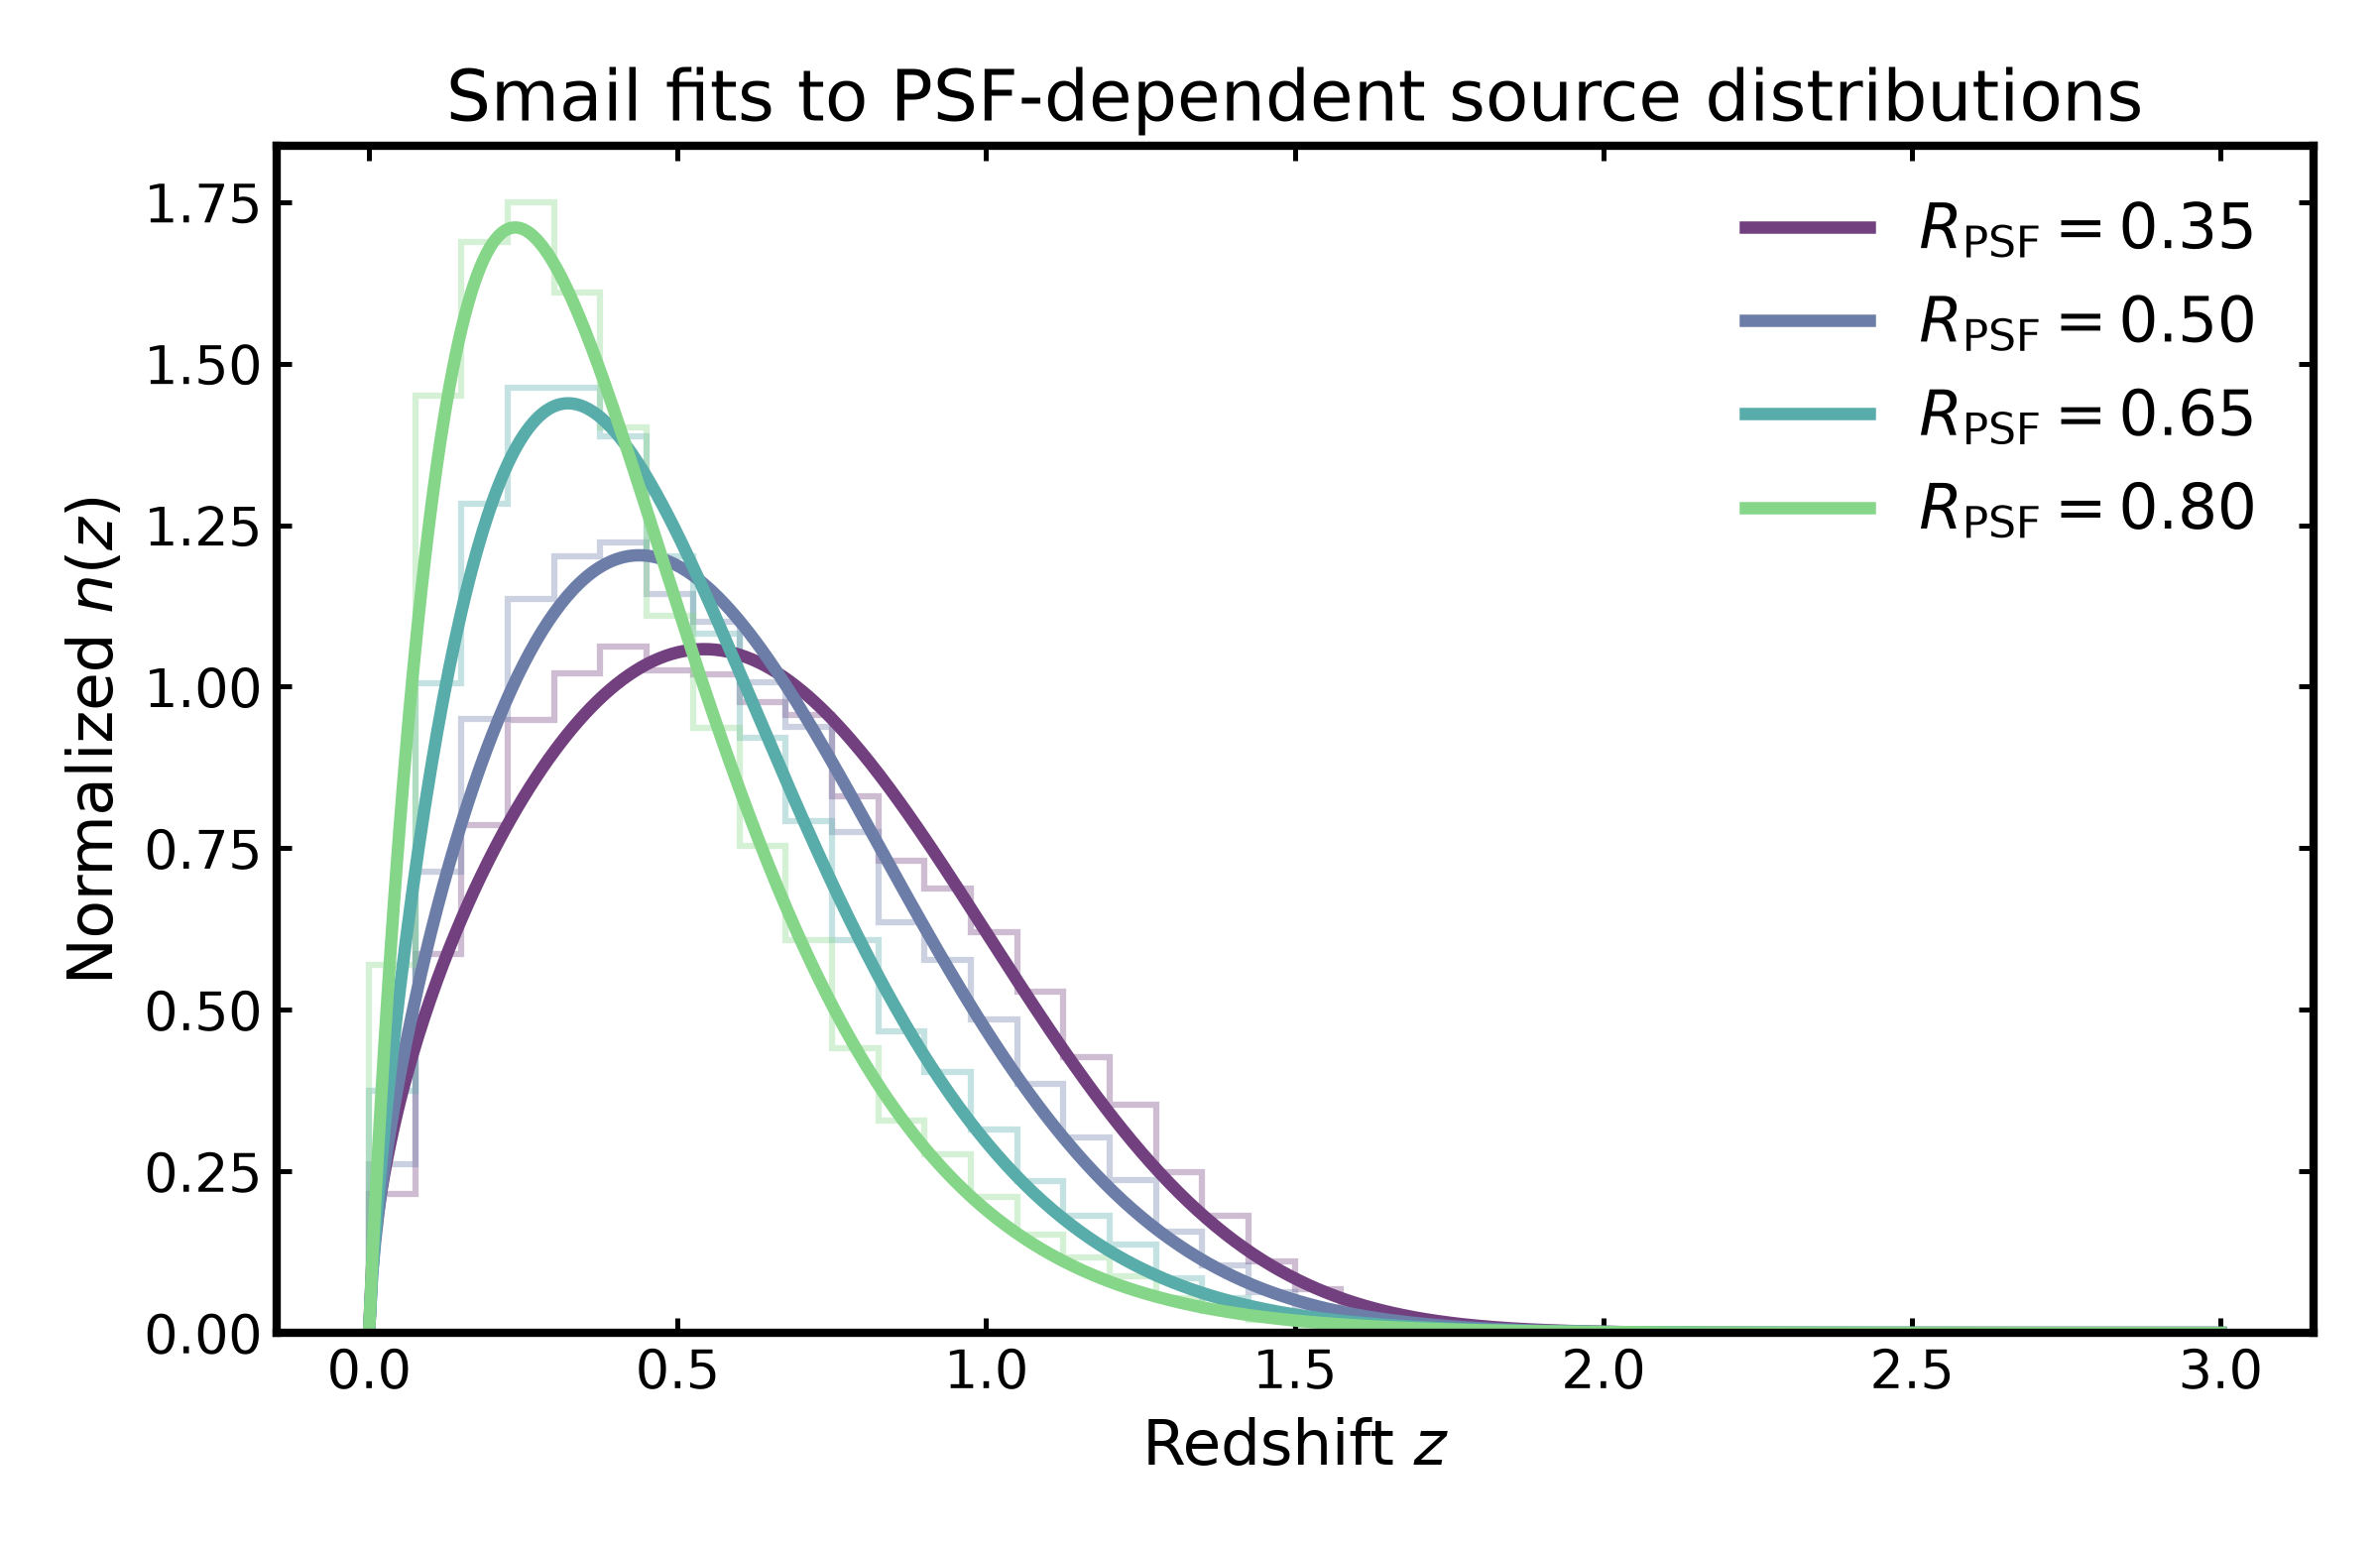 Smail fits to PSF-dependent source distributions
Normalized n(z)
1.75
1.50
1.25
1.00
0.75
0.50
0.25
0.00
R_PSF = 0.35
R_PSF = 0.50
R_PSF = 0.65
R_PSF = 0.80
0.0 0.5 1.0 1.5 2.0 2.5 3.0
Redshift z